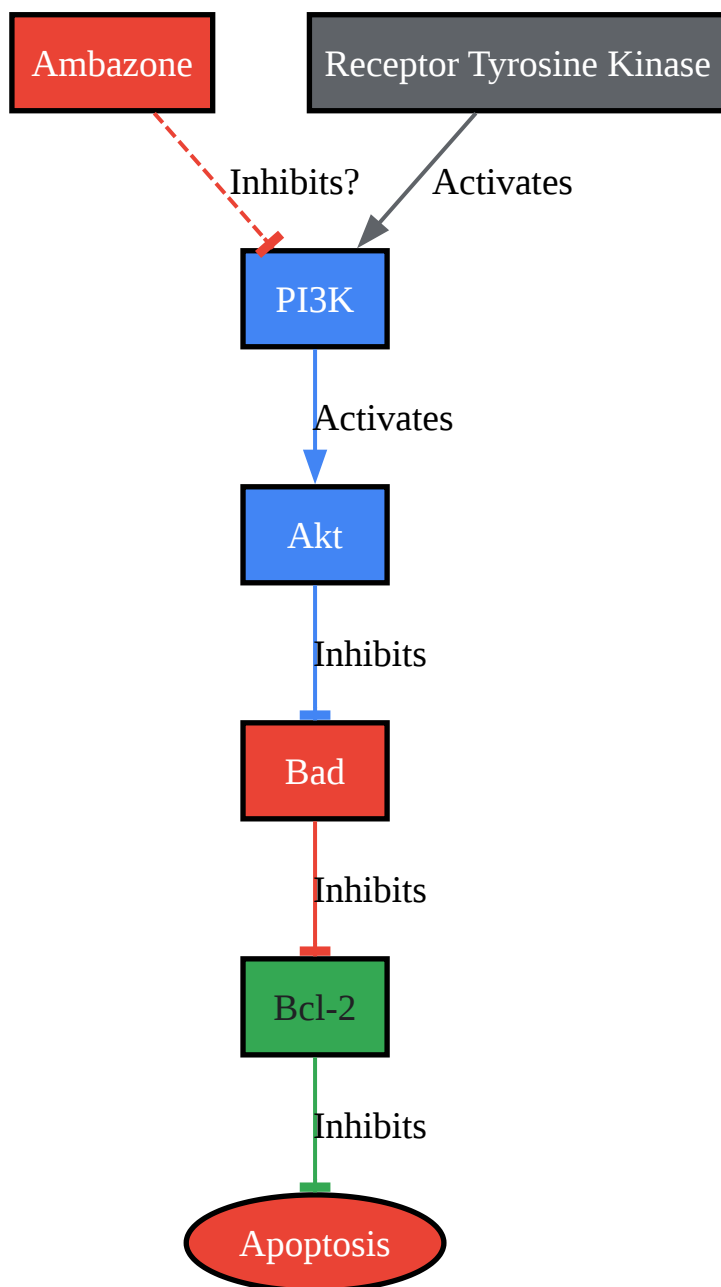 Ambazone
Receptor Tyrosine Kinase
Inhibits?
Activates
PI3K
Activates
Akt
Inhibits
Bad
Inhibits
Bcl-2
Inhibits
Apoptosis